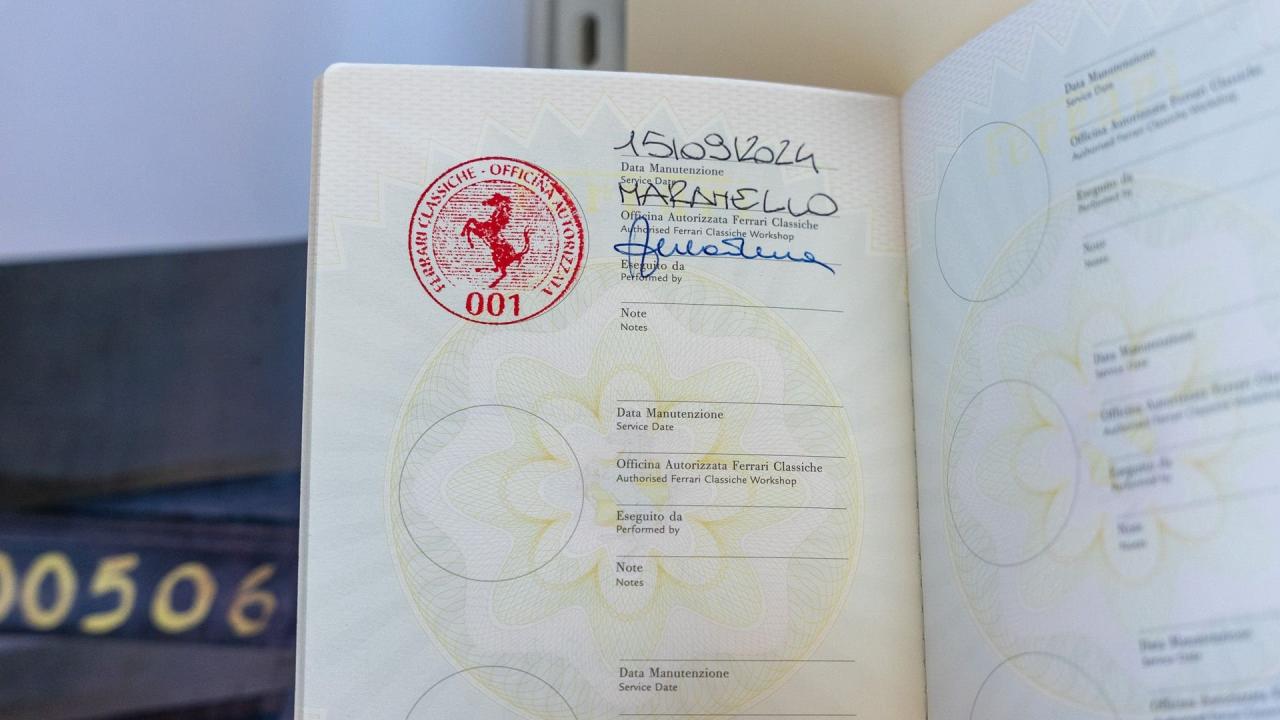 FERRARI CLASSICHE - OFFICINA AUTORIZZATA
001
15/09/2024
Data Manutenzione
Service Date
MARANELLO
Officina Autorizzata Ferrari Classiche
Authorised Ferrari Classiche Workshop
Eseguito da
Performed by
Note
Notes
Data Manutenzione
Service Date
Officina Autorizzata Ferrari Classiche
Authorised Ferrari Classiche Workshop
Eseguito da
Performed by
Note
Notes
Data Manutenzione
Service Date
00506
Data Manutenzione
Service Date
Officina Autorizzata Ferrari Classiche
Authorised Ferrari Classiche Workshop
Eseguito da
Performed by
Note
Notes
Data Manutenzione
Service Date
Officina Autorizzata Ferrari Classiche
Authorised Ferrari Classiche Workshop
Eseguito da
Performed by
Note
Notes
Data Manutenzione
Service Date